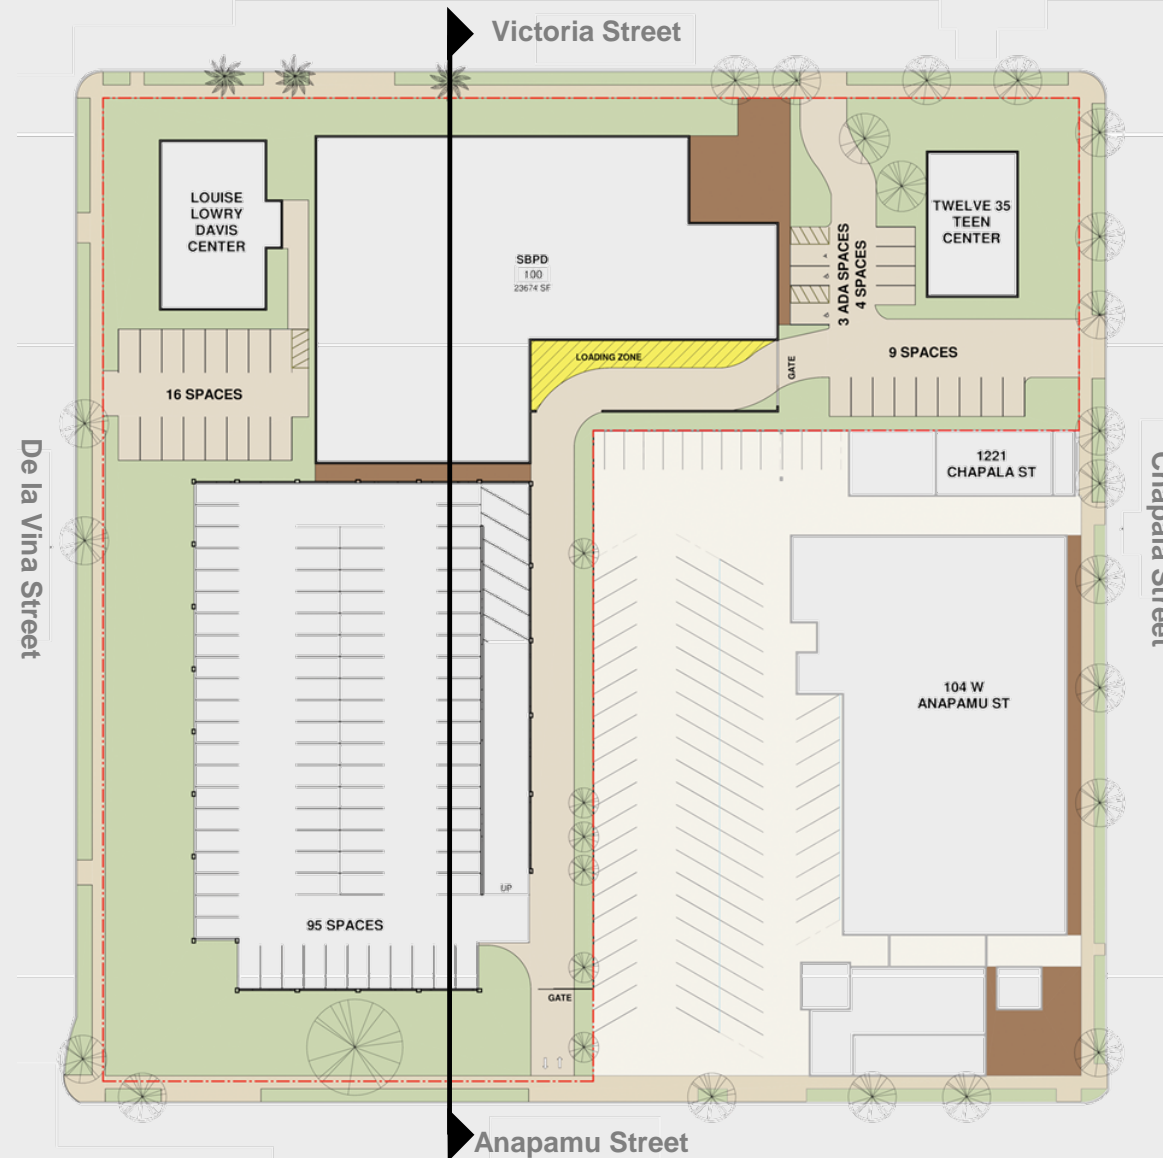 Victoria Street
LOUISE
LOWRY
DAVIS
CENTER
TWELVE 35
TEEN
CENTER
SBPD
100
23674 SF
3 ADA SPACES
4 SPACES
LOADING ZONE
GATE
9 SPACES
16 SPACES
De la Vina Street
1221
CHAPALA ST
Chapala Street
104 W
ANAPAMU ST
UP
95 SPACES
GATE
Anapamu Street